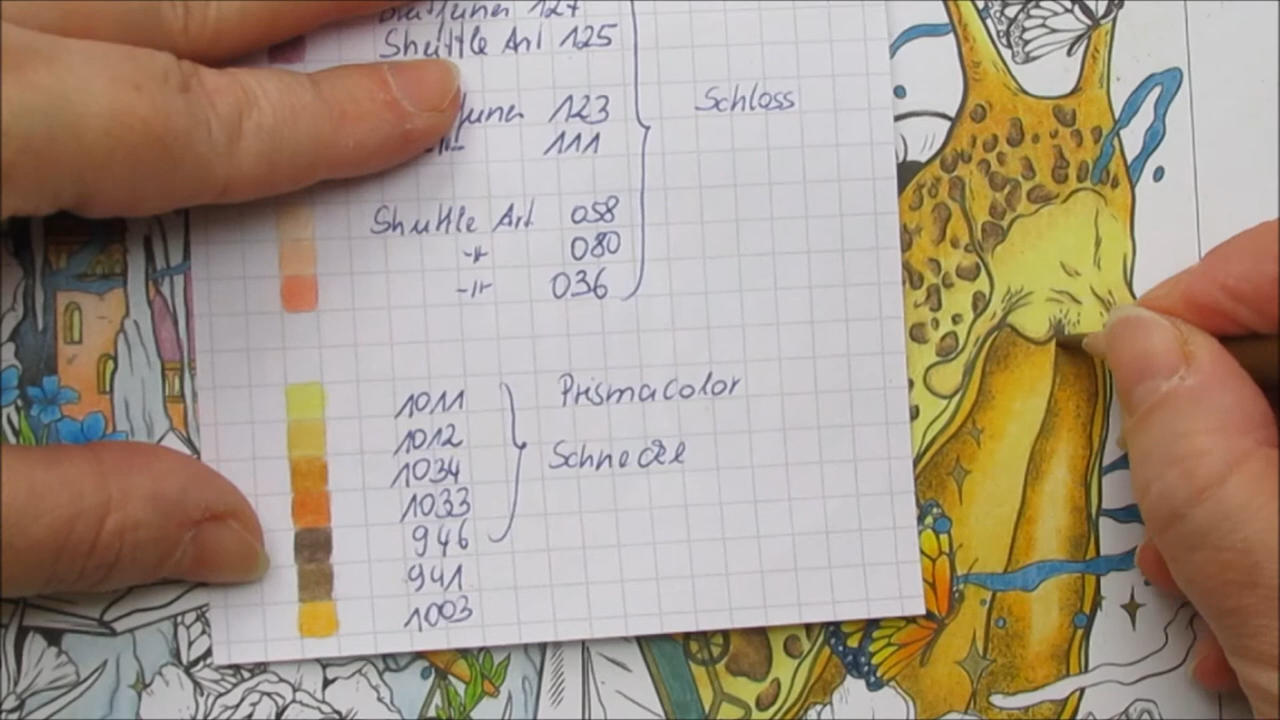 127
Shuttle Art 125
Schloss
123
-"- 111
Shuttle Art 058
-"- 080
-"- 036
1011 Prismacolor
1012
1034 Schnecke
1033
946
941
1003